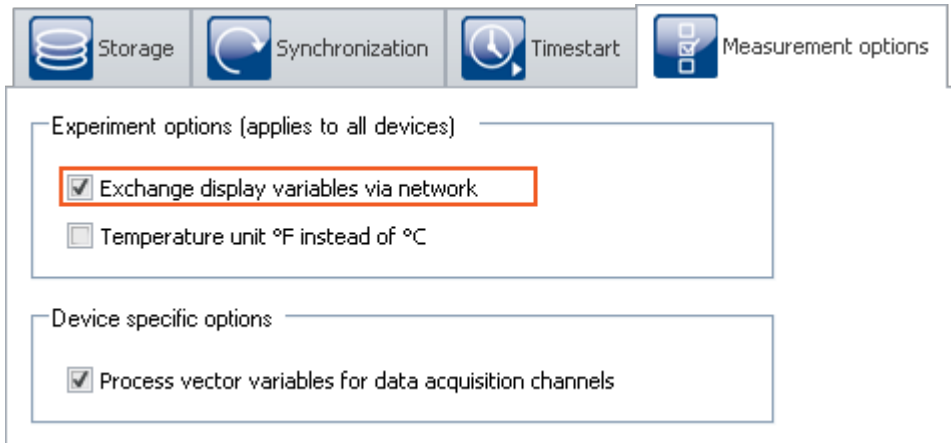 Storage
Synchronization
Timestart
Measurement options
Experiment options (applies to all devices)
Exchange display variables via network
Temperature unit °F instead of °C
Device specific options
Process vector variables for data acquisition channels